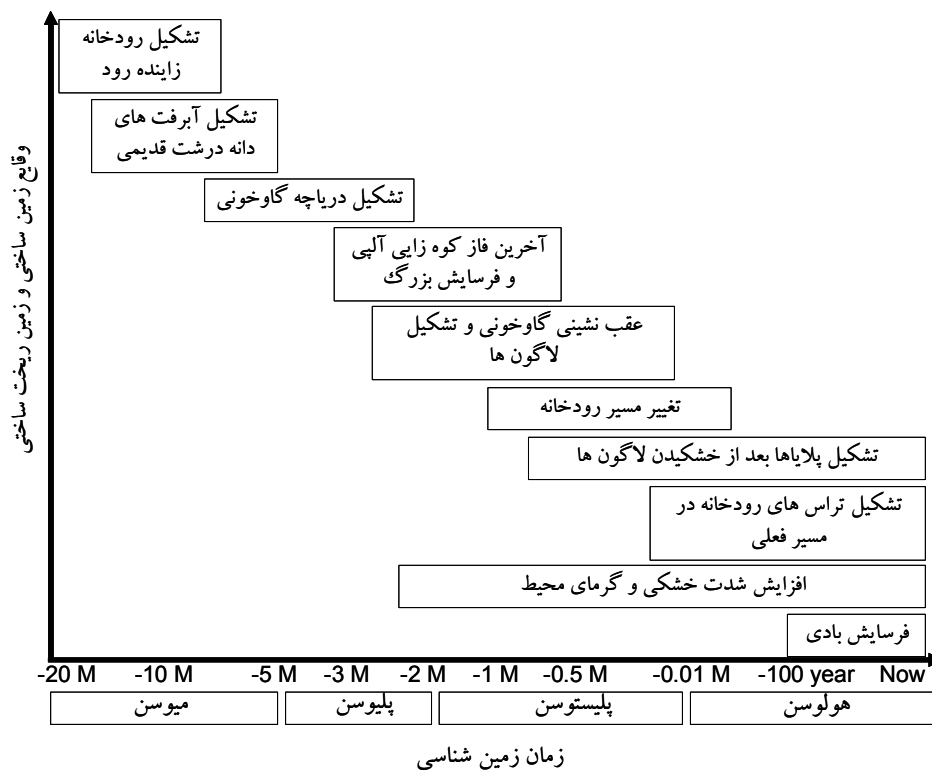 تشکیل رودخانه
زاینده رود
تشکیل آبرفت های
دانه درشت قدیمی
تشکیل دریاچه گاوخونی
آخرین فاز کوه زایی آلپی
و فرسایش بزرگ
عقب نشینی گاوخونی و تشکیل
لاگون ها
تغییر مسیر رودخانه
تشکیل پلایاها بعد از خشکیدن لاگون ها
تشکیل تراس های رودخانه در
مسیر فعلی
افزایش شدت خشکی و گرمای محیط
فرسایش بادی
وقایع زمین ساختی و زمین ریخت ساختی
-20 M -10 M -5 M -3 M -2 M -1 M -0.5 M -0.01 M -100 year Now
میوسن پلیوسن پلیستوسن هولوسن
زمان زمین شناسی